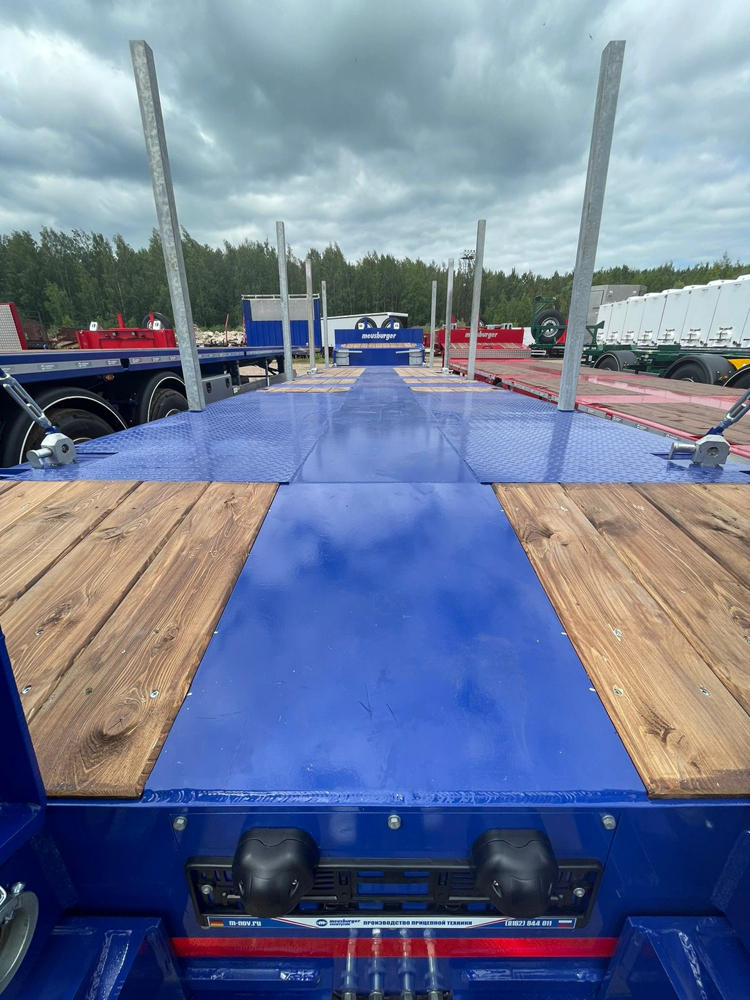 meusburger
meusburger
m-nov.ru
meusburger
новтрак
ПРОИЗВОДСТВО ПРИЦЕПНОЙ ТЕХНИКИ
(8162) 944 011